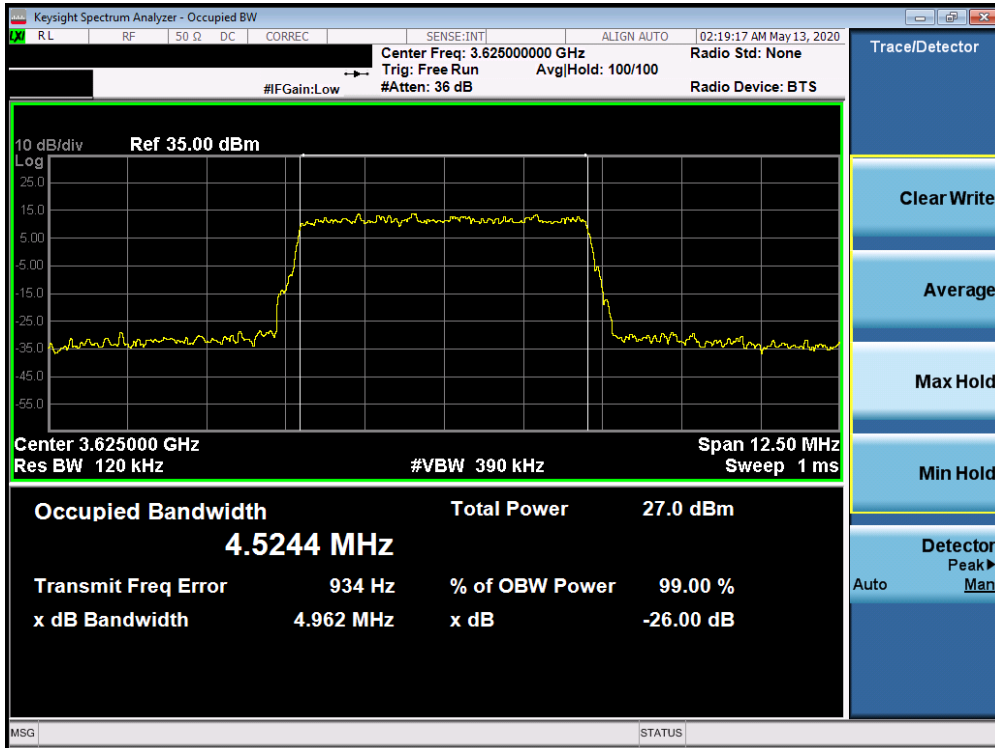 Keysight Spectrum Analyzer - Occupied BW
LXI RL RF 50 Ω DC CORREC SENSE:INT ALIGN AUTO 02:19:17 AM May 13, 2020
Center Freq: 3.625000000 GHz Radio Std: None
Trig: Free Run Avg|Hold: 100/100
#IFGain:Low #Atten: 36 dB Radio Device: BTS
10 dB/div Ref 35.00 dBm
Log
25.0
15.0
5.00
-5.00
-15.0
-25.0
-35.0
-45.0
-55.0
Center 3.625000 GHz Span 12.50 MHz
Res BW 120 kHz #VBW 390 kHz Sweep 1 ms
Occupied Bandwidth Total Power 27.0 dBm
4.5244 MHz
Transmit Freq Error 934 Hz % of OBW Power 99.00 %
x dB Bandwidth 4.962 MHz x dB -26.00 dB
MSG STATUS
Trace/Detector
Clear Write
Average
Max Hold
Min Hold
Detector
Peak▶
Auto Man